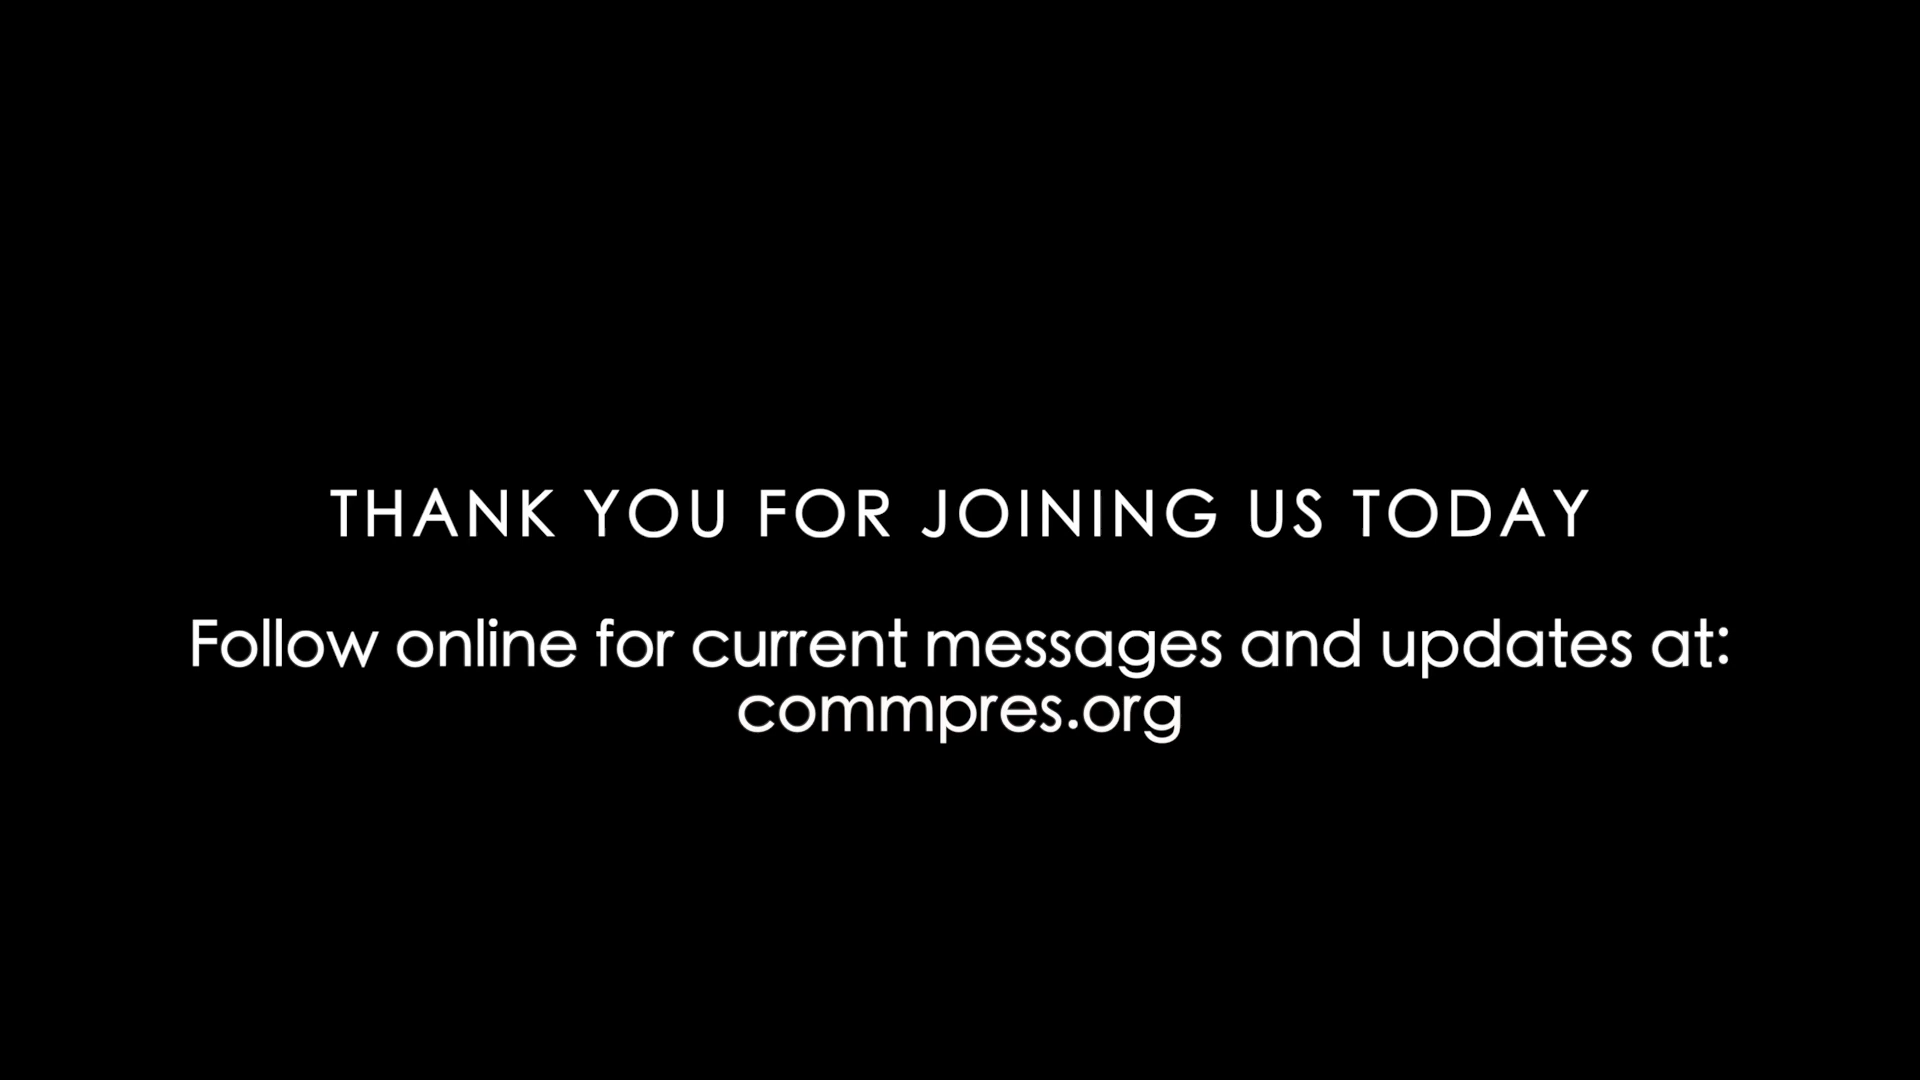 THANK YOU FOR JOINING US TODAY
Follow online for current messages and updates at:
commpres.org